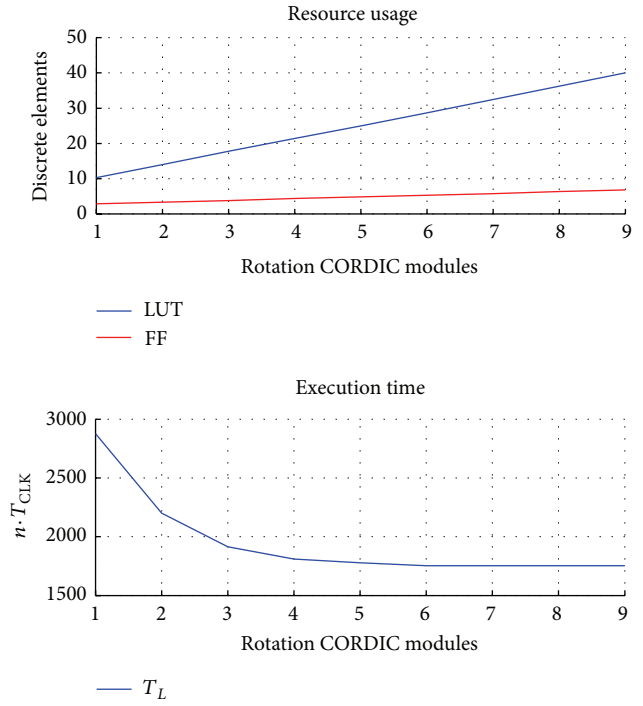 Resource usage
50
40
30
20
10
0
Discrete elements
1 2 3 4 5 6 7 8 9
Rotation CORDIC modules
LUT
FF
Execution time
3000
2500
2000
1500
n · T_CLK
1 2 3 4 5 6 7 8 9
Rotation CORDIC modules
T_L